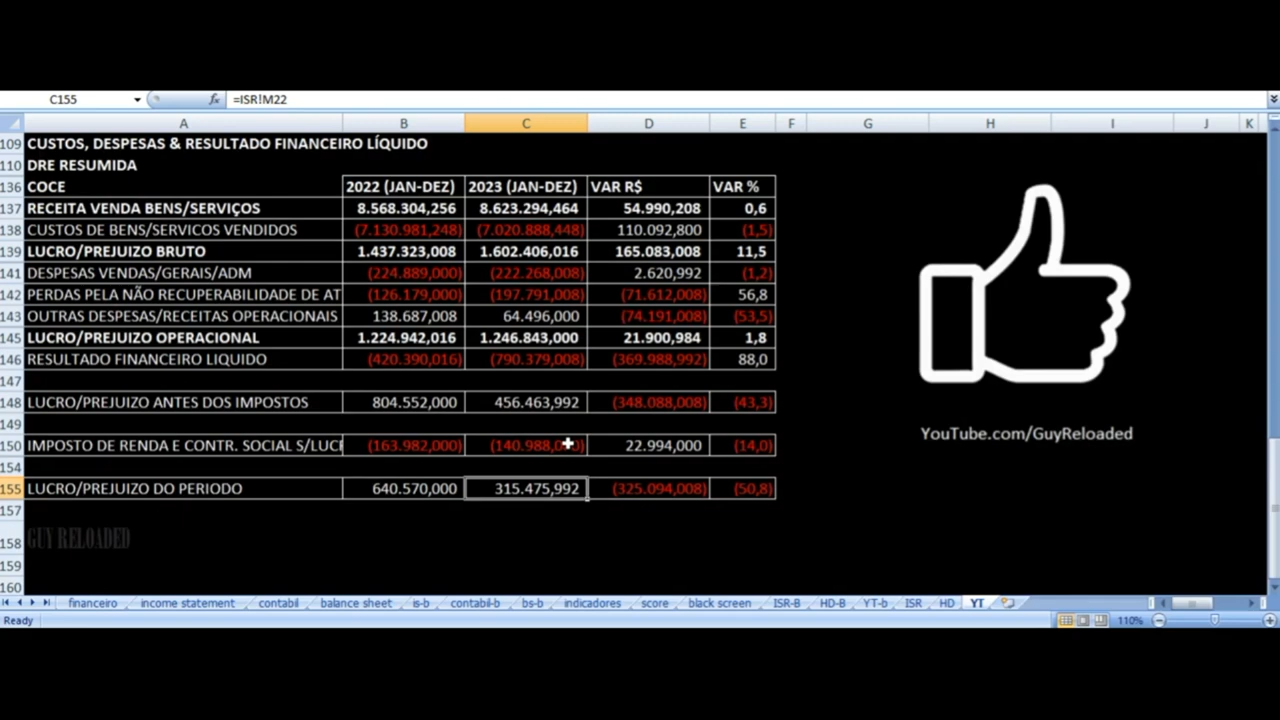 C155 fx =ISR!M22
A B C D E F G H I J K
109 CUSTOS, DESPESAS & RESULTADO FINANCEIRO LÍQUIDO
110 DRE RESUMIDA
136 COCE 2022 (JAN-DEZ) 2023 (JAN-DEZ) VAR R$ VAR %
137 RECEITA VENDA BENS/SERVIÇOS 8.568.304,256 8.623.294,464 54.990,208 0,6
138 CUSTOS DE BENS/SERVICOS VENDIDOS (7.130.981,248) (7.020.888,448) 110.092,800 (1,5)
139 LUCRO/PREJUIZO BRUTO 1.437.323,008 1.602.406,016 165.083,008 11,5
141 DESPESAS VENDAS/GERAIS/ADM (224.889,000) (222.268,008) 2.620,992 (1,2)
142 PERDAS PELA NÃO RECUPERABILIDADE DE AT (126.179,000) (197.791,008) (71.612,008) 56,8
143 OUTRAS DESPESAS/RECEITAS OPERACIONAIS 138.687,008 64.496,000 (74.191,008) (53,5)
145 LUCRO/PREJUIZO OPERACIONAL 1.224.942,016 1.246.843,000 21.900,984 1,8
146 RESULTADO FINANCEIRO LIQUIDO (420.390,016) (790.379,008) (369.988,992) 88,0
147
148 LUCRO/PREJUIZO ANTES DOS IMPOSTOS 804.552,000 456.463,992 (348.088,008) (43,3)
149
150 IMPOSTO DE RENDA E CONTR. SOCIAL S/LUCR (163.982,000) 22.994,000 (14,0)
154
155 LUCRO/PREJUIZO DO PERIODO 640.570,000 315.475,992 (325.094,008) (50,8)
157
158 GUY RELOADED
159
160
YouTube.com/GuyReloaded
financeiro income statement contabil balance sheet is-b contabil-b bs-b indicadores score black screen ISR-B HD-B YT-b ISR HD YT
Ready 110%